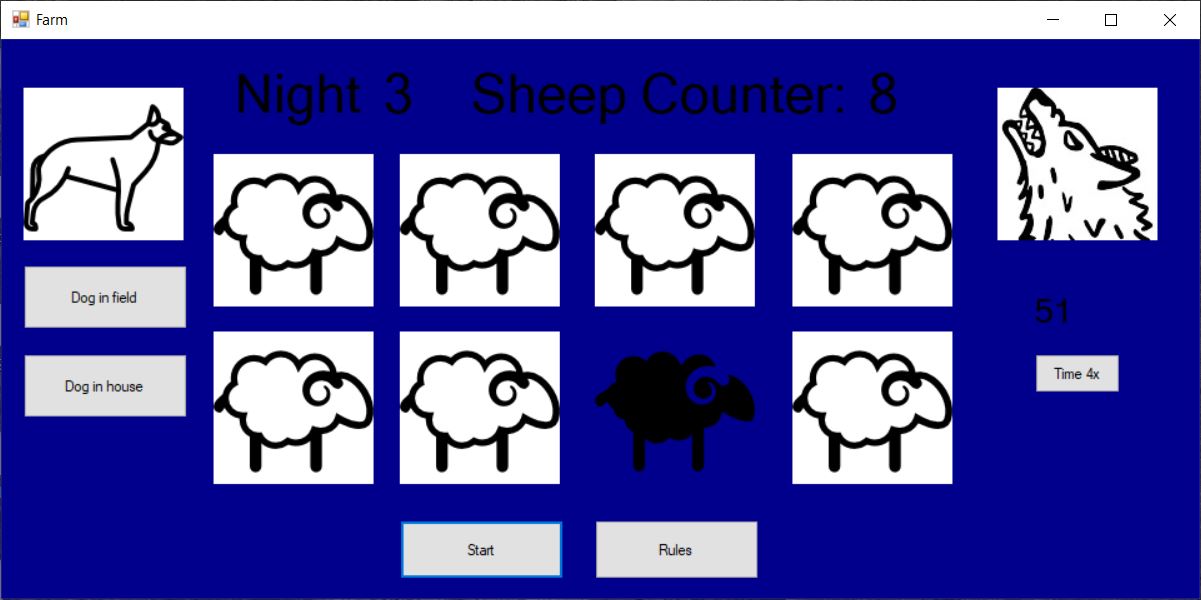 Farm
Night 3 Sheep Counter: 8
Dog in field
Dog in house
51
Time 4x
Start
Rules